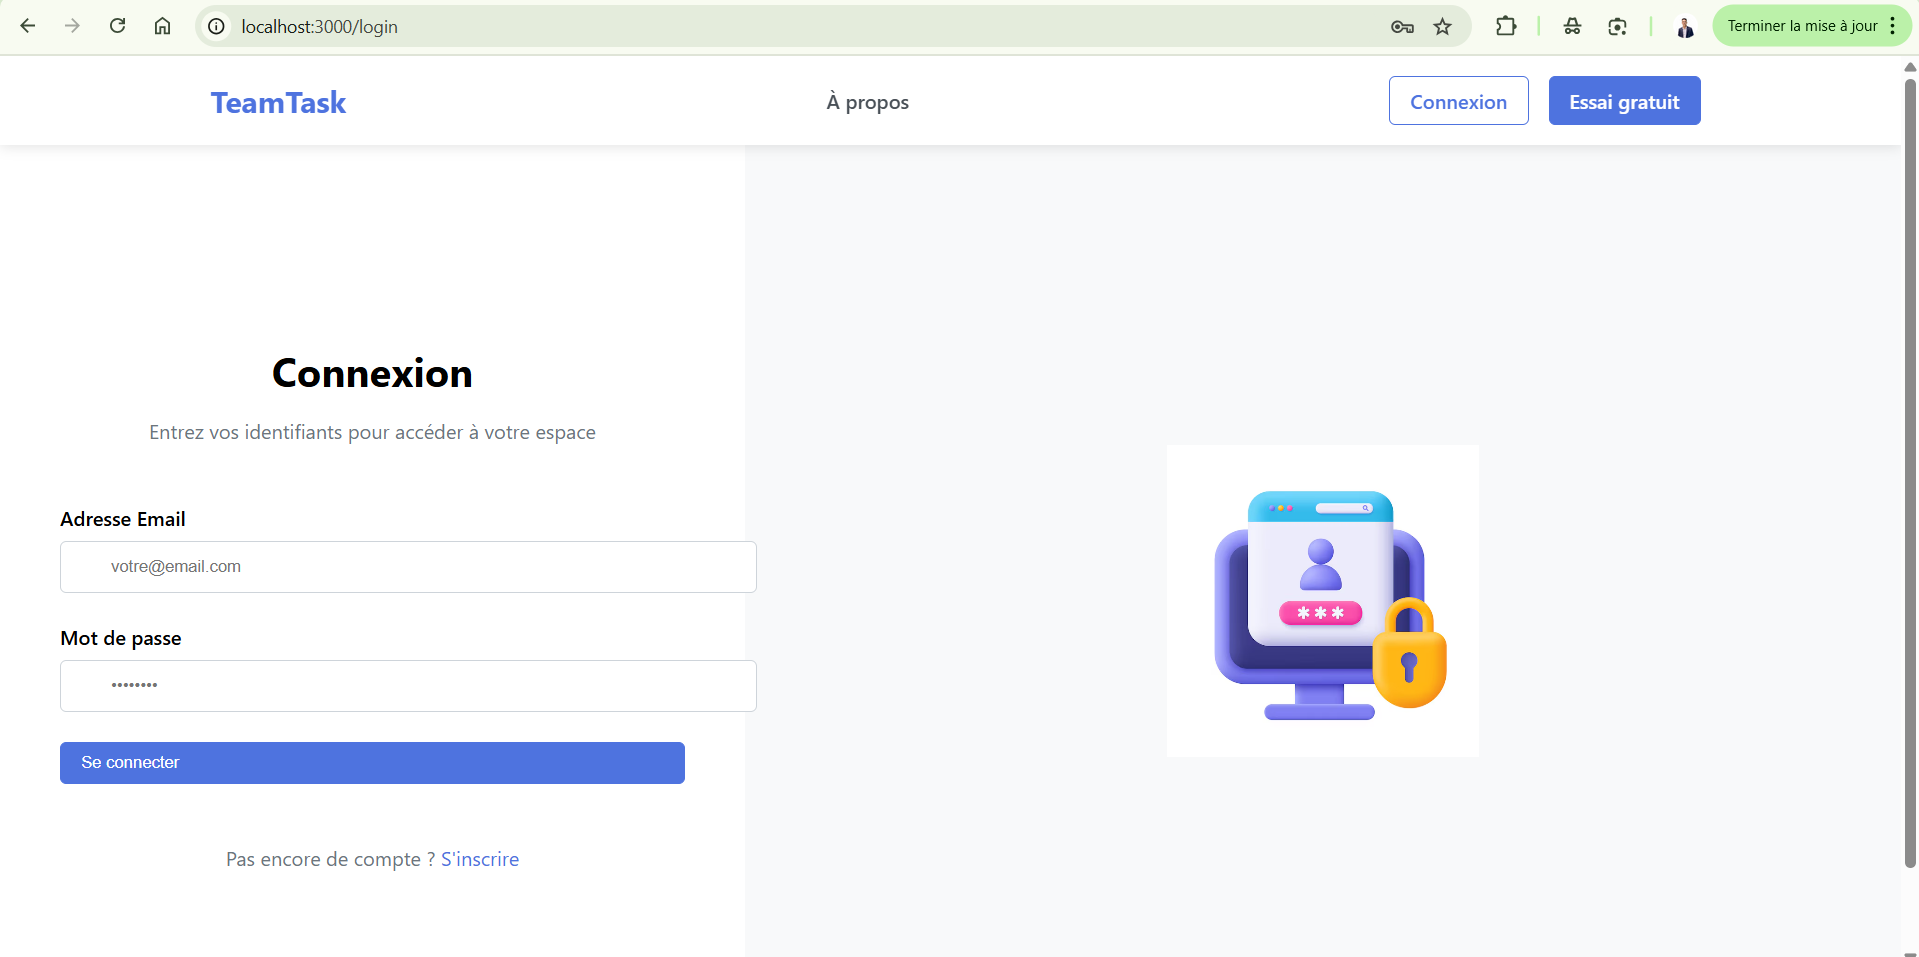 localhost:3000/login
Terminer la mise à jour
TeamTask
À propos
Connexion
Essai gratuit
Connexion
Entrez vos identifiants pour accéder à votre espace
Adresse Email
votre@email.com
Mot de passe
••••••••
***
Se connecter
Pas encore de compte ? S'inscrire